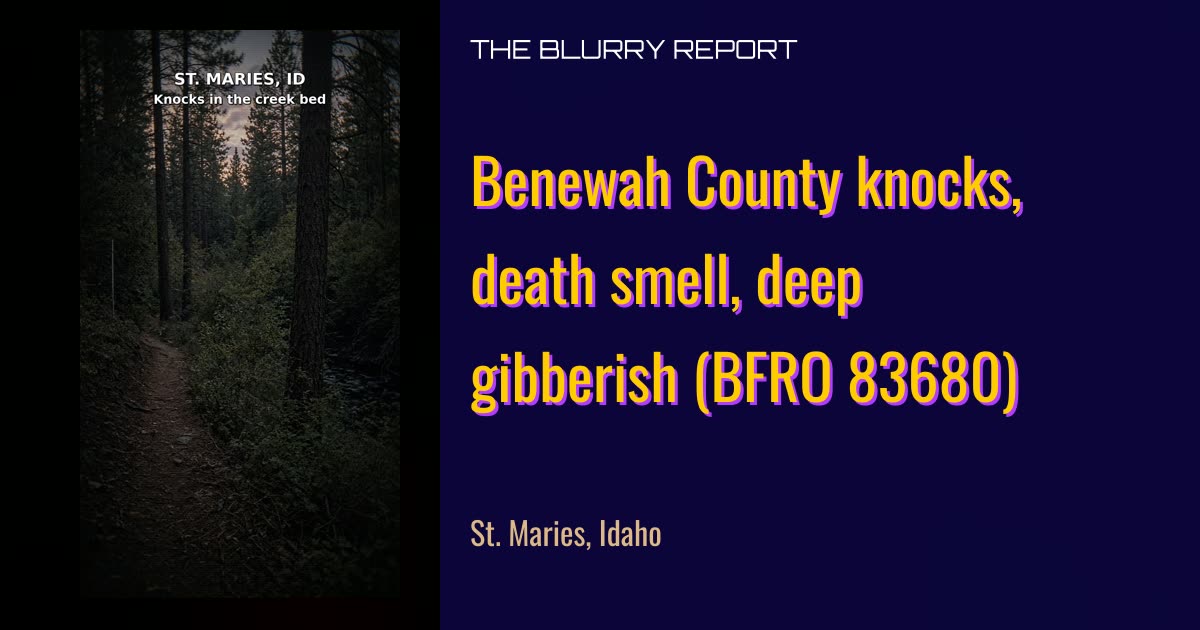 ST. MARIES, ID
Knocks in the creek bed
THE BLURRY REPORT
Benewah County knocks,
death smell, deep
gibberish (BFRO 83680)
St. Maries, Idaho